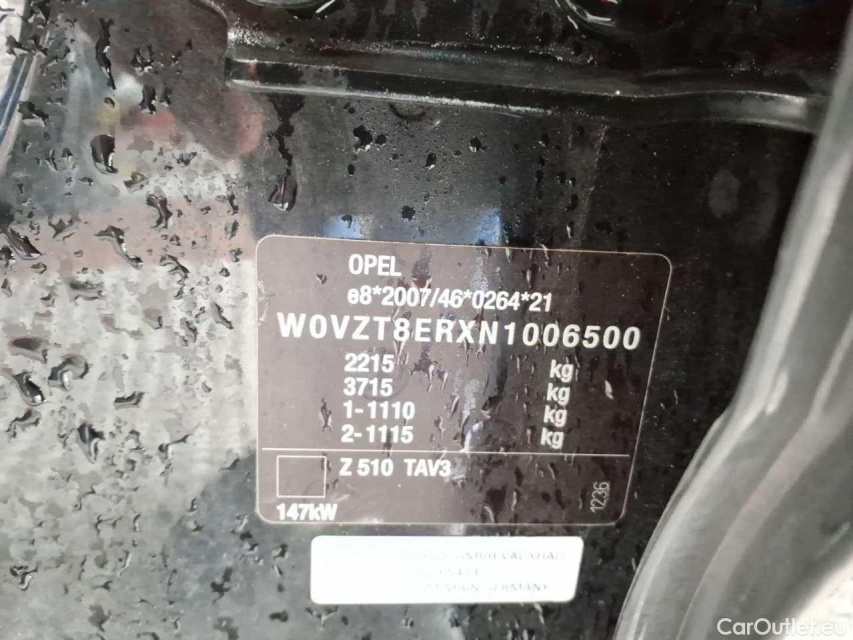 OPEL
e8*2007/46*0264*21
W0VZT8ERXN1006500
2215 kg
3715 kg
1-1110 kg
2-1115 kg
Z 510 TAV3
147kW
1236
GERMANY
CarOutlet.eu